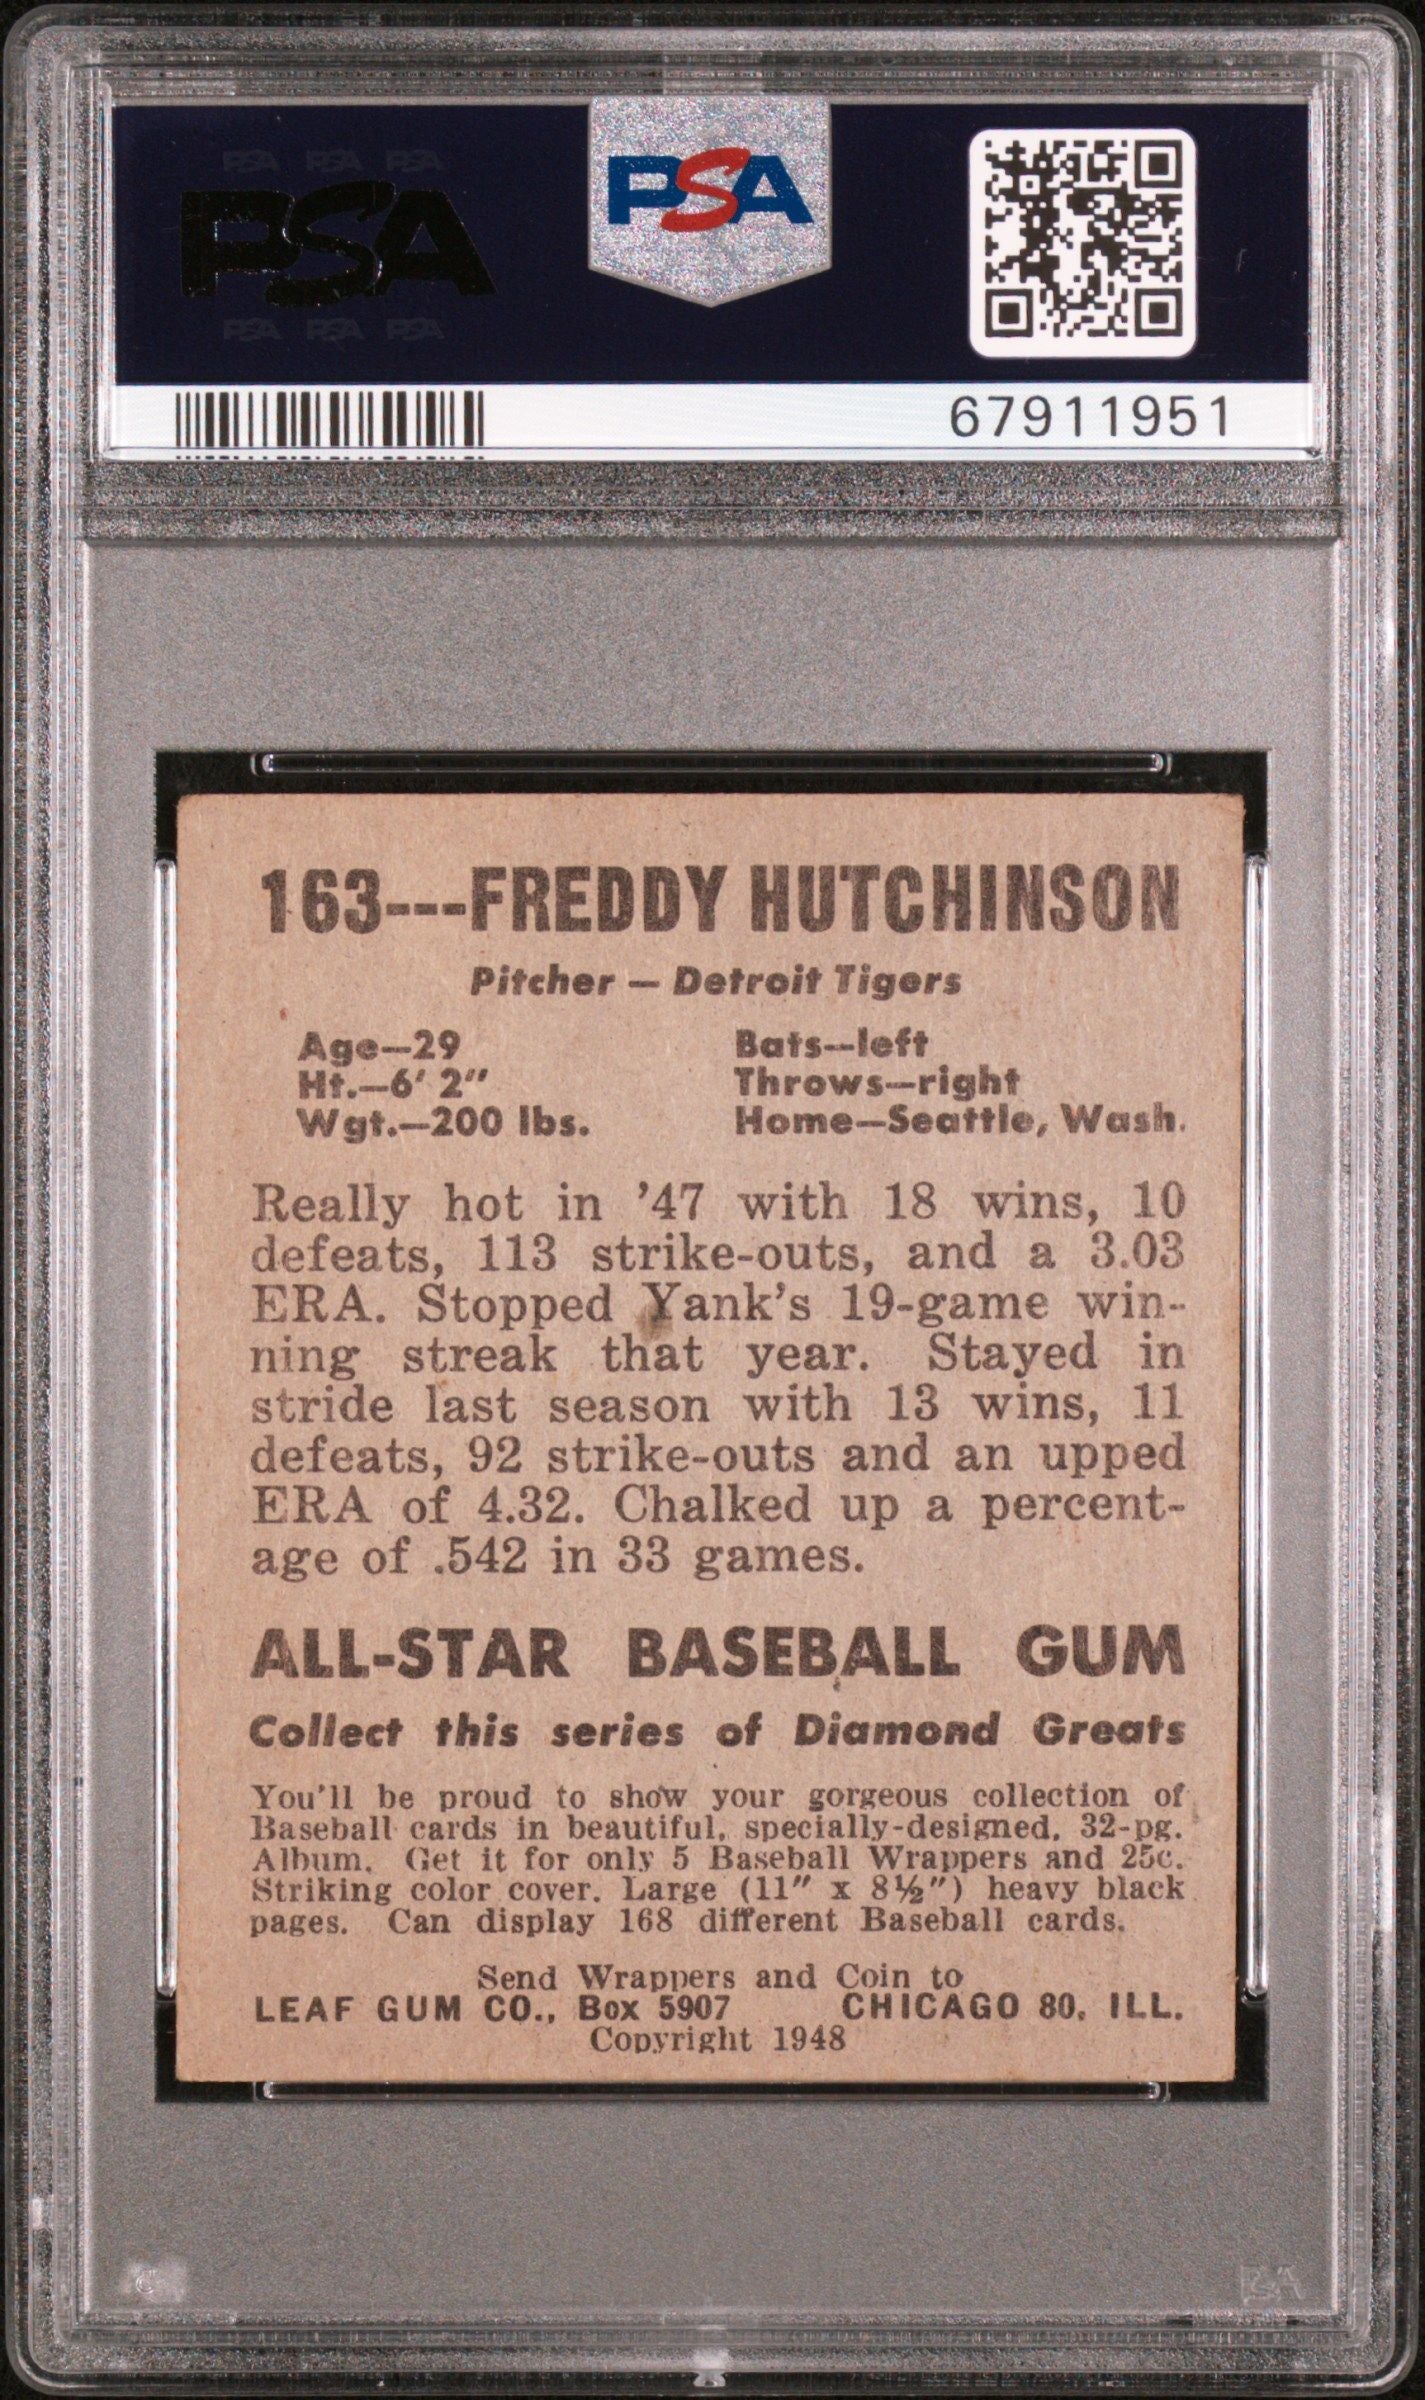 PSA PSA PSA
PSA
PSA PSA PSA
PSA
67911951
163---FREDDY HUTCHINSON
Pitcher — Detroit Tigers
Age—29
Ht.—6' 2"
Wgt.—200 lbs.
Bats—left
Throws—right
Home—Seattle, Wash.
Really hot in '47 with 18 wins, 10
defeats, 113 strike-outs, and a 3.03
ERA. Stopped Yank's 19-game win-
ning streak that year. Stayed in
stride last season with 13 wins, 11
defeats, 92 strike-outs and an upped
ERA of 4.32. Chalked up a percent-
age of .542 in 33 games.
ALL-STAR BASEBALL GUM
Collect this series of Diamond Greats
You'll be proud to show your gorgeous collection of
Baseball cards in beautiful, specially-designed, 32-pg.
Album. Get it for only 5 Baseball Wrappers and 25c.
Striking color cover. Large (11" x 8½") heavy black
pages. Can display 168 different Baseball cards.
Send Wrappers and Coin to
LEAF GUM CO., Box 5907 CHICAGO 80, ILL.
Copyright 1948
PSA